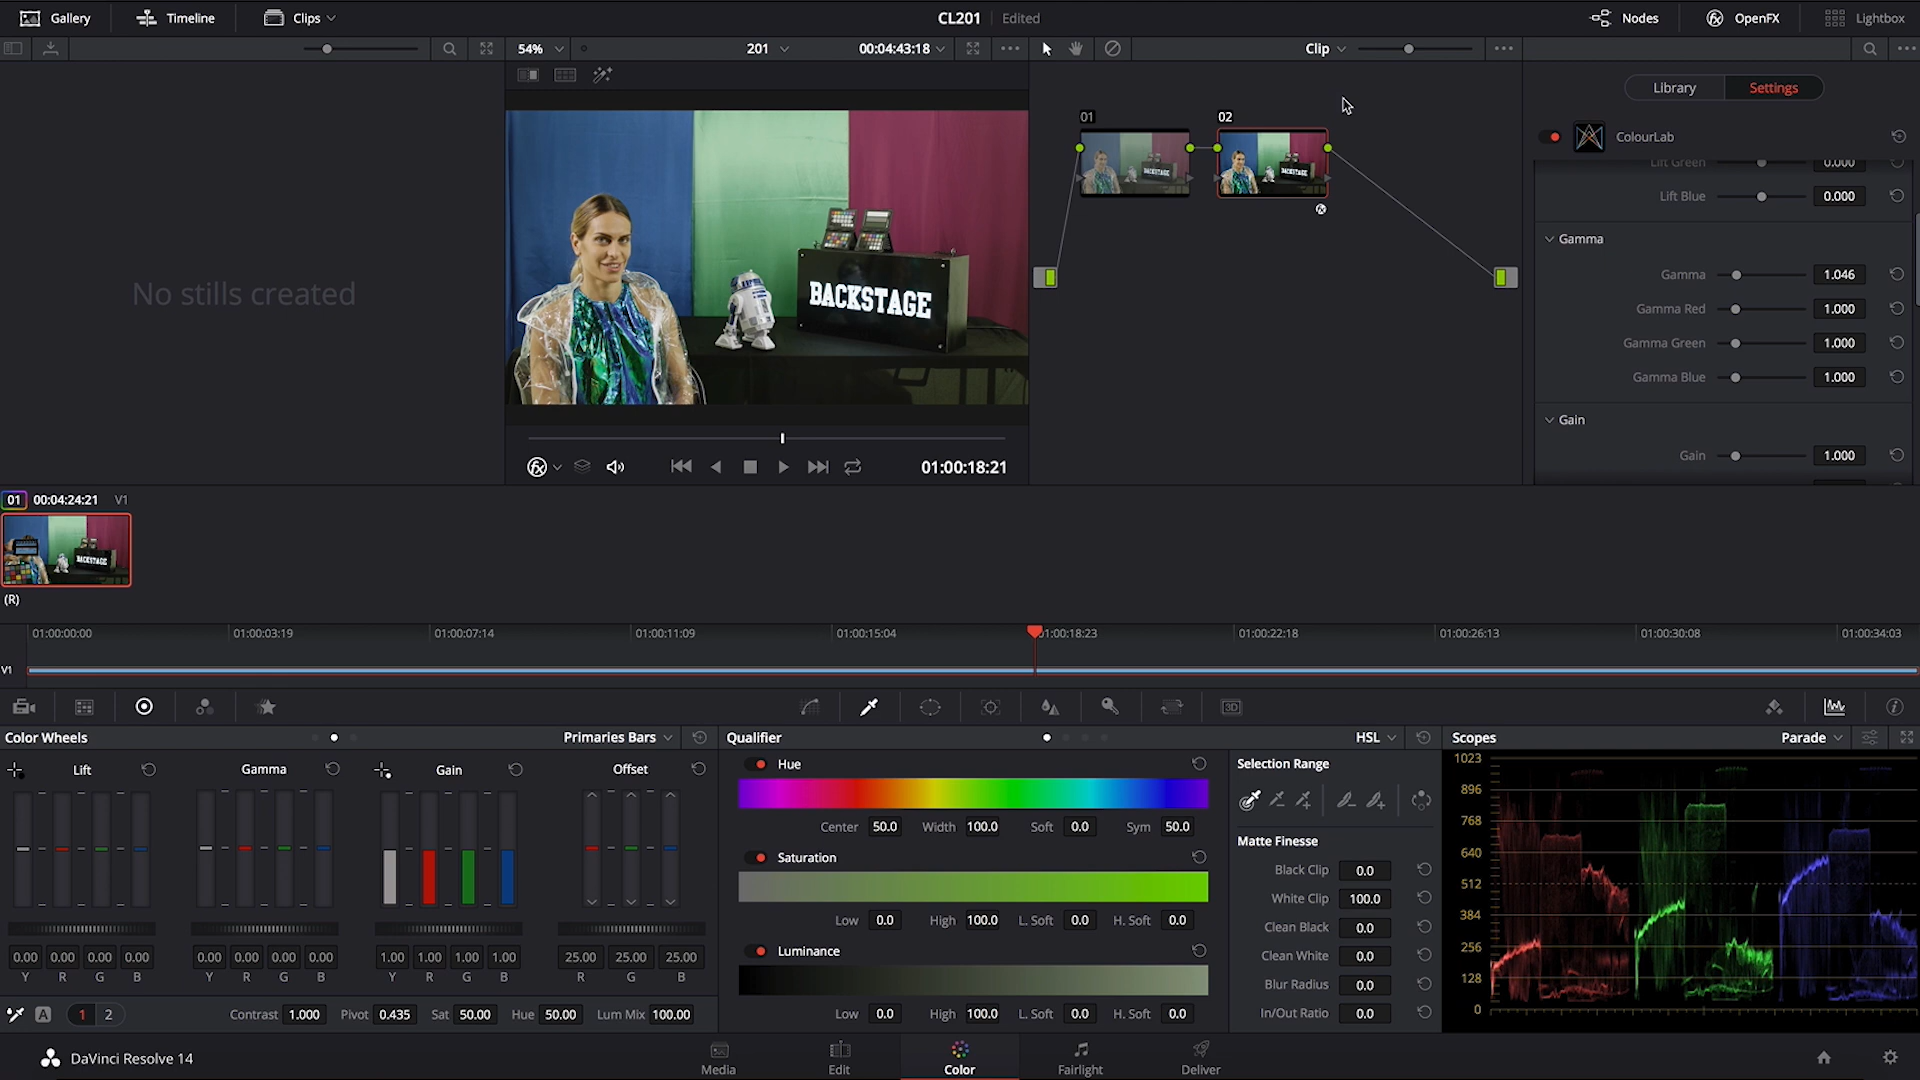 Gallery
Timeline
Clips
CL201
Edited
Nodes
OpenFX
Lightbox
54%
201
00:04:43:18
Clip
Library
Settings
ColourLab
Lift Green 0.000
Lift Blue 0.000
Gamma
Gamma 1.046
Gamma Red 1.000
Gamma Green 1.000
Gamma Blue 1.000
Gain
Gain 1.000
No stills created
BACKSTAGE
01
02
01:00:18:21
01 00:04:24:21 V1
BACKSTAGE
(R)
01:00:00:00 01:00:03:19 01:00:07:14 01:00:11:09 01:00:15:04 01:00:18:23 01:00:22:18 01:00:26:13 01:00:30:08 01:00:34:03
V1
3D
Color Wheels
Primaries Bars
Lift
Gamma
Gain
Offset
0.00 0.00 0.00 0.00
Y R G B
0.00 0.00 0.00 0.00
Y R G B
1.00 1.00 1.00 1.00
Y R G B
25.00 25.00 25.00
R G B
A 1 2 Contrast 1.000 Pivot 0.435 Sat 50.00 Hue 50.00 Lum Mix 100.00
Qualifier
HSL
Hue
Center 50.0 Width 100.0 Soft 0.0 Sym 50.0
Saturation
Low 0.0 High 100.0 L. Soft 0.0 H. Soft 0.0
Luminance
Low 0.0 High 100.0 L. Soft 0.0 H. Soft 0.0
Selection Range
Matte Finesse
Black Clip 0.0
White Clip 100.0
Clean Black 0.0
Clean White 0.0
Blur Radius 0.0
In/Out Ratio 0.0
Scopes
Parade
1023
896
768
640
512
384
256
128
0
DaVinci Resolve 14
Media
Edit
Color
Fairlight
Deliver